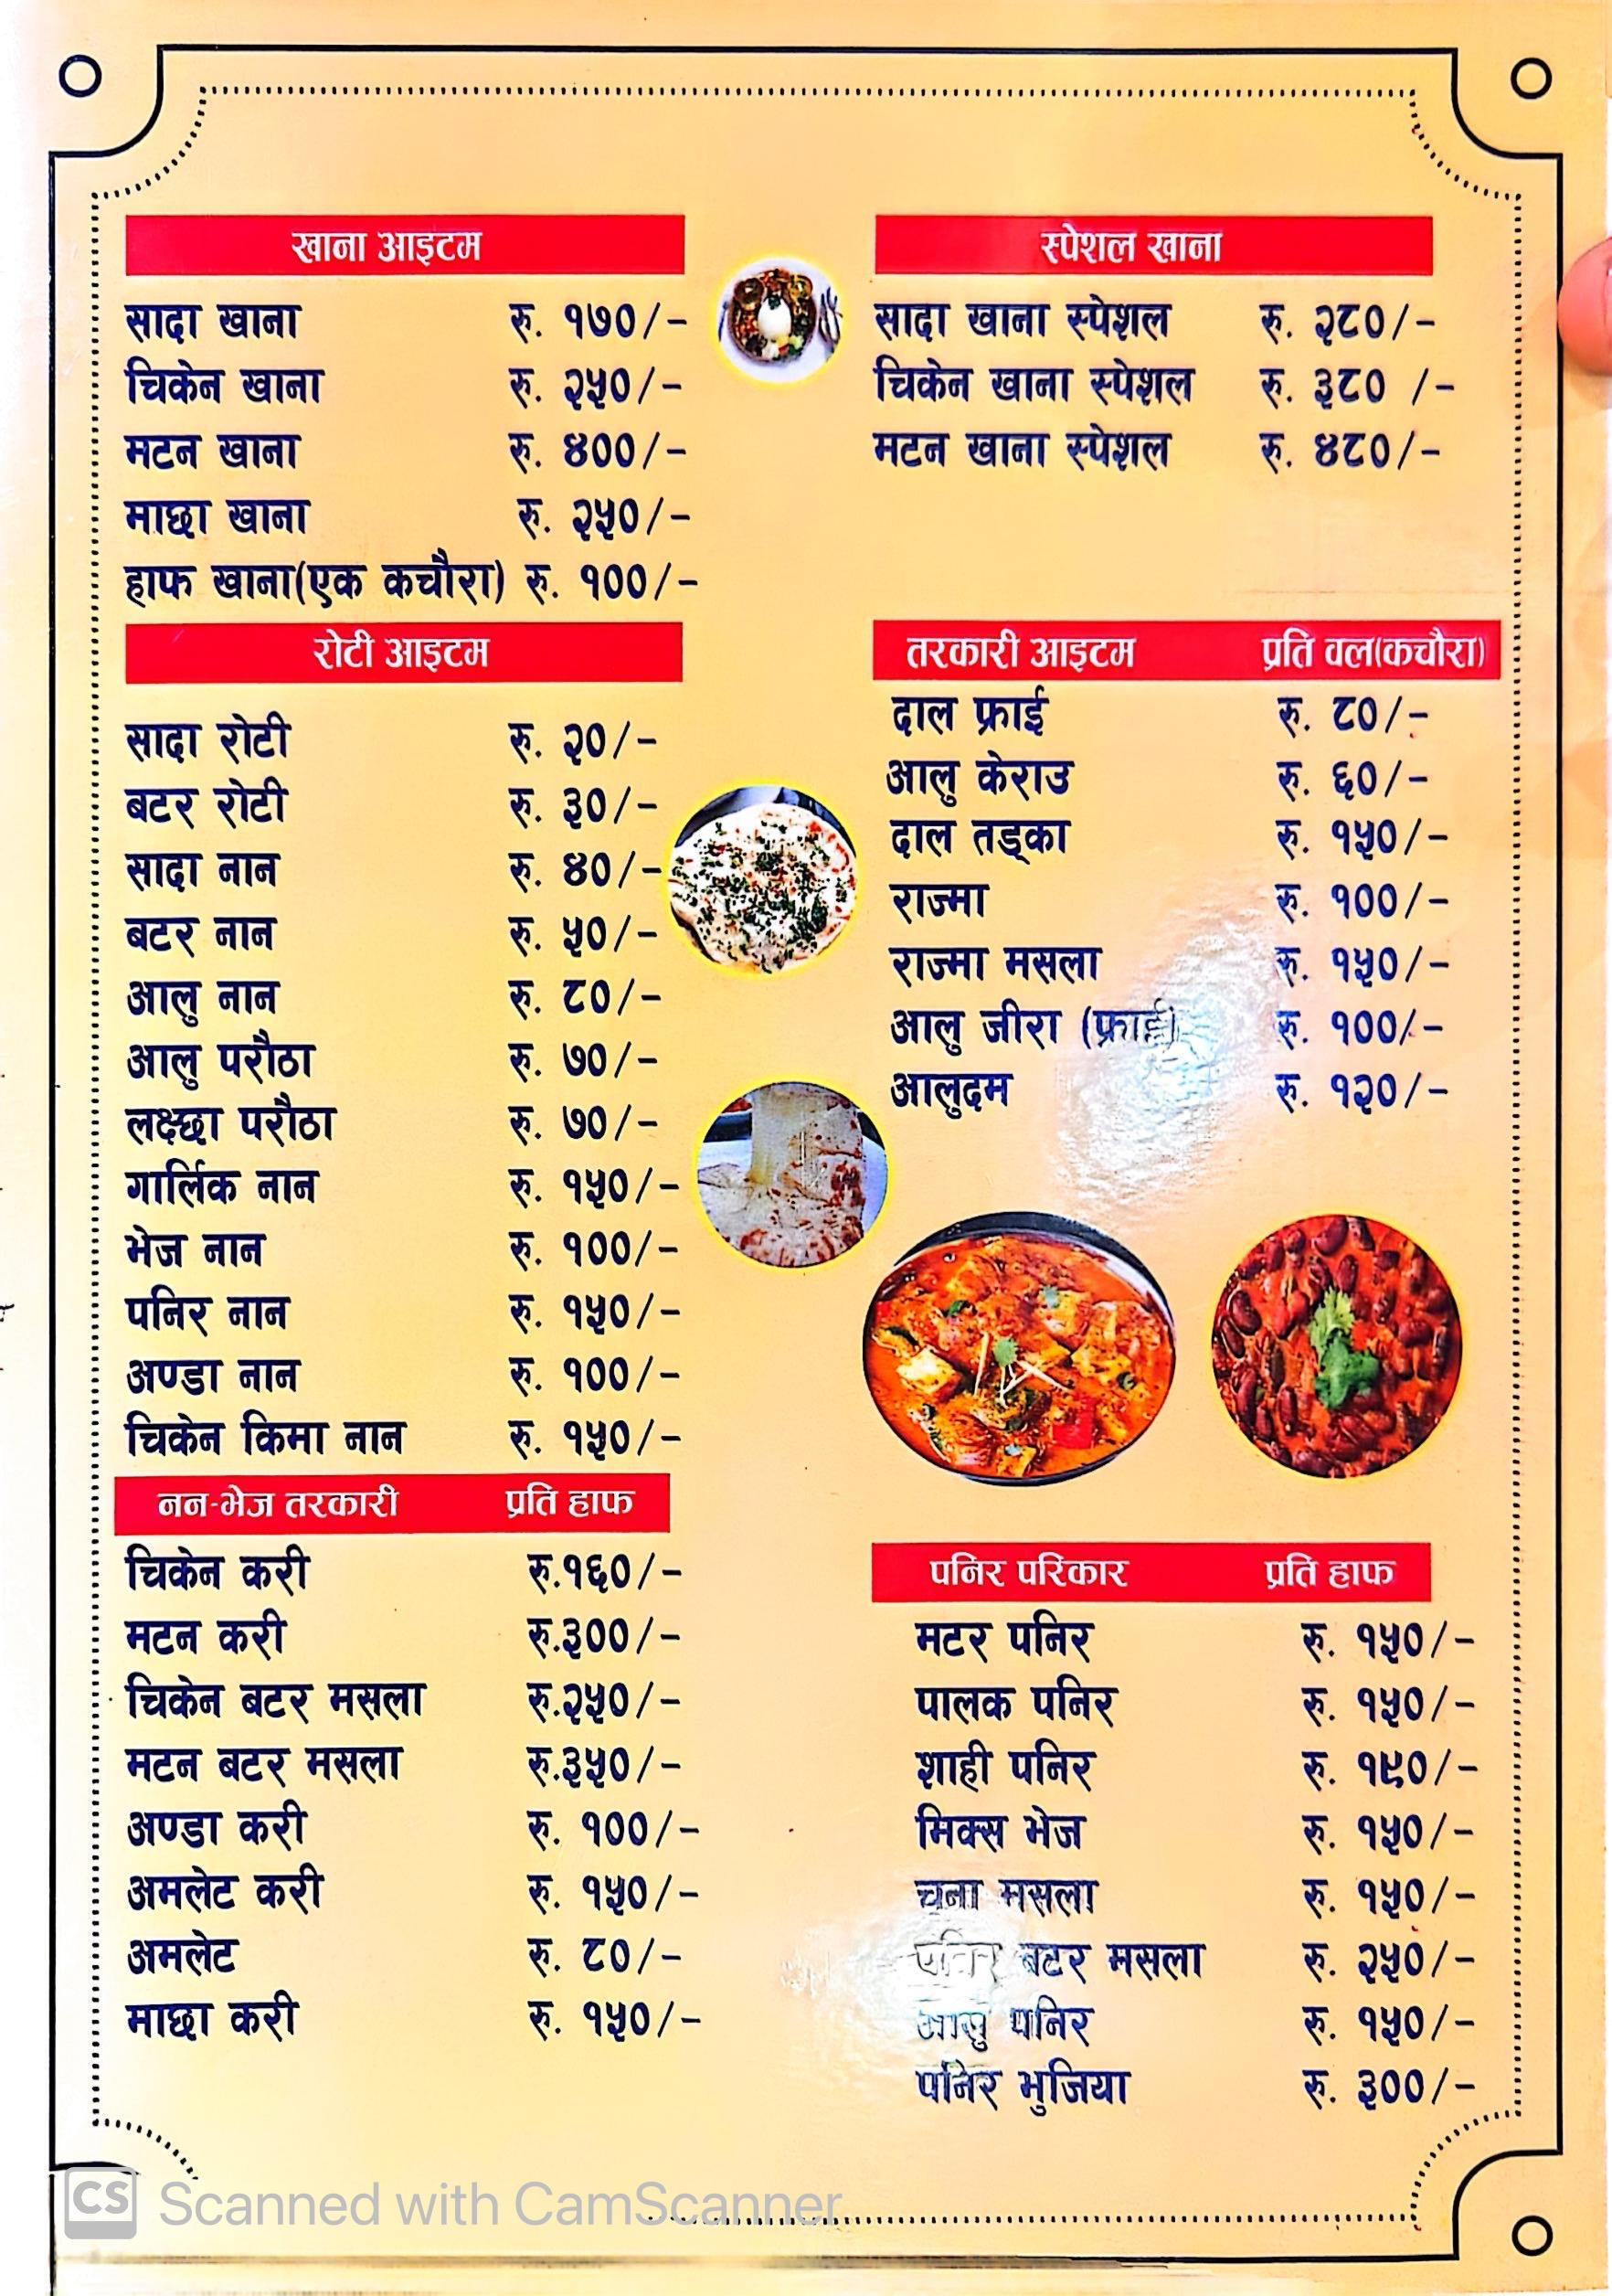 खाना आइटम
सादा खाना रु. १७०/-
चिकेन खाना रु. २५०/-
मटन खाना रु. ४००/-
माछा खाना रु. २५०/-
हाफ खाना(एक कचौरा) रु. १००/-
स्पेशल खाना
सादा खाना स्पेशल रु. २८०/-
चिकेन खाना स्पेशल रु. ३८० /-
मटन खाना स्पेशल रु. ४८०/-
रोटी आइटम
सादा रोटी रु. २०/-
बटर रोटी रु. ३०/-
सादा नान रु. ४०/-
बटर नान रु. ५०/-
आलु नान रु. ८०/-
आलु परौठा रु. ७०/-
लक्ष्छा परौठा रु. ७०/-
गार्लिक नान रु. १५०/-
भेज नान रु. १००/-
पनिर नान रु. १५०/-
अण्डा नान रु. १००/-
चिकेन किमा नान रु. १५०/-
तरकारी आइटम प्रति वल(कचौरा)
दाल फ्राई रु. ८०/-
आलु केराउ रु. ६०/-
दाल तड्का रु. १५०/-
राज्मा रु. १००/-
राज्मा मसला रु. १५०/-
आलु जीरा (फ्राई) रु. १००/-
आलुदम रु. १२०/-
नन-भेज तरकारी प्रति हाफ
चिकेन करी रु.१६०/-
मटन करी रु.३००/-
चिकेन बटर मसला रु.२५०/-
मटन बटर मसला रु.३५०/-
अण्डा करी रु. १००/-
अमलेट करी रु. १५०/-
अमलेट रु. ८०/-
माछा करी रु. १५०/-
पनिर परिकार प्रति हाफ
मटर पनिर रु. १५०/-
पालक पनिर रु. १५०/-
शाही पनिर रु. १९०/-
मिक्स भेज रु. १५०/-
चना मसला रु. १५०/-
पनिर बटर मसला रु. २५०/-
आलु पनिर रु. १५०/-
पनिर भुजिया रु. ३००/-
CS Scanned with CamScanner